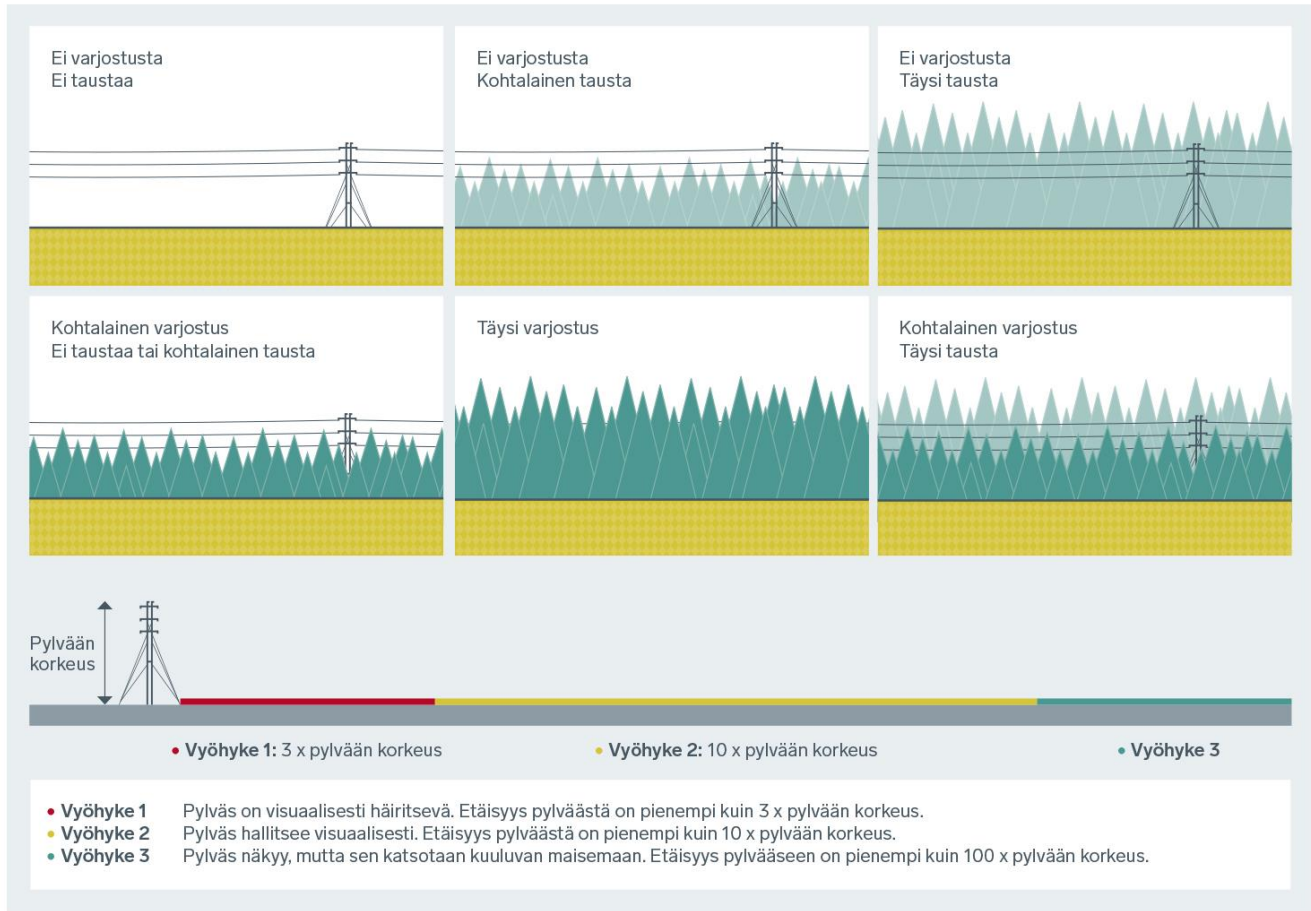 Ei varjostusta
Ei taustaa
Ei varjostusta
Kohtalainen tausta
Ei varjostusta
Täysi tausta
Kohtalainen varjostus
Ei taustaa tai kohtalainen tausta
Täysi varjostus
Kohtalainen varjostus
Täysi tausta
Pylvään
korkeus
• Vyöhyke 1: 3 x pylvään korkeus
• Vyöhyke 2: 10 x pylvään korkeus
• Vyöhyke 3
• Vyöhyke 1 Pylväs on visuaalisesti häiritsevä. Etäisyys pylväästä on pienempi kuin 3 x pylvään korkeus.
• Vyöhyke 2 Pylväs hallitsee visuaalisesti. Etäisyys pylväästä on pienempi kuin 10 x pylvään korkeus.
• Vyöhyke 3 Pylväs näkyy, mutta sen katsotaan kuuluvan maisemaan. Etäisyys pylvääseen on pienempi kuin 100 x pylvään korkeus.